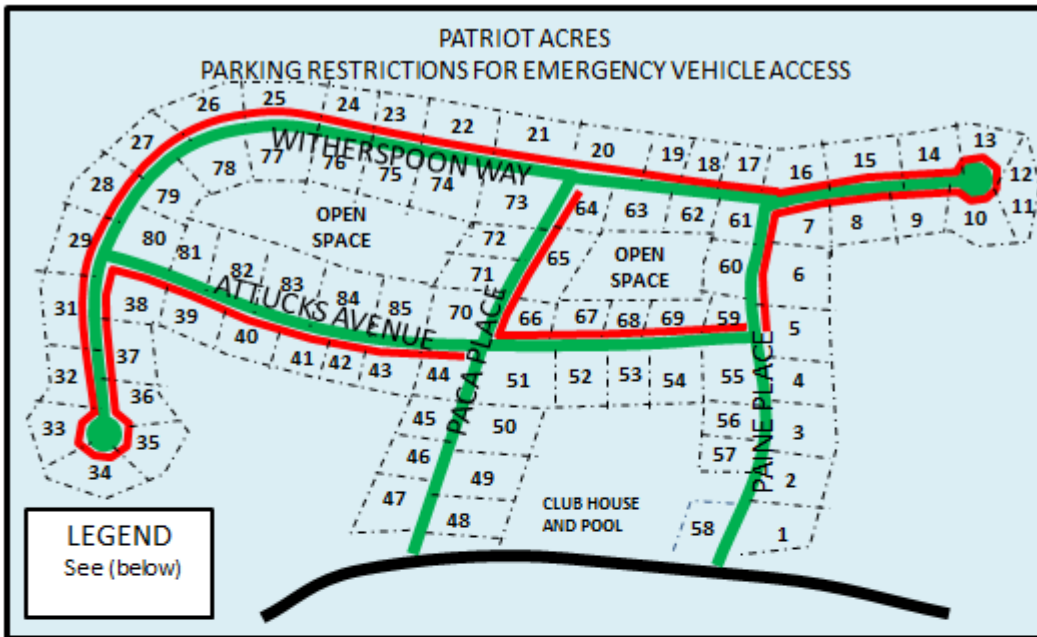 PATRIOT ACRES
PARKING RESTRICTIONS FOR EMERGENCY VEHICLE ACCESS
26 25 24 23 22 21 20 19 18 17 16 15 14 13
12
11
10
9
8
7
27
28
29
31
32
33
34
35
36
37
38
WITHERSPOON WAY
79 78 77 76 75 74 73 64 63 62 61
80 81 82 83 84 85 70 71 72
OPEN
SPACE
65
OPEN
SPACE
60
6
5
ATTUCKS AVENUE
66 67 68 69 59
39 40 41 42 43 44
PACA PLACE
51 52 53 54 55
4
45 50
56
3
46 49
57
2
47 48
58
1
PAINE PLACE
CLUB HOUSE
AND POOL
LEGEND
See (below)